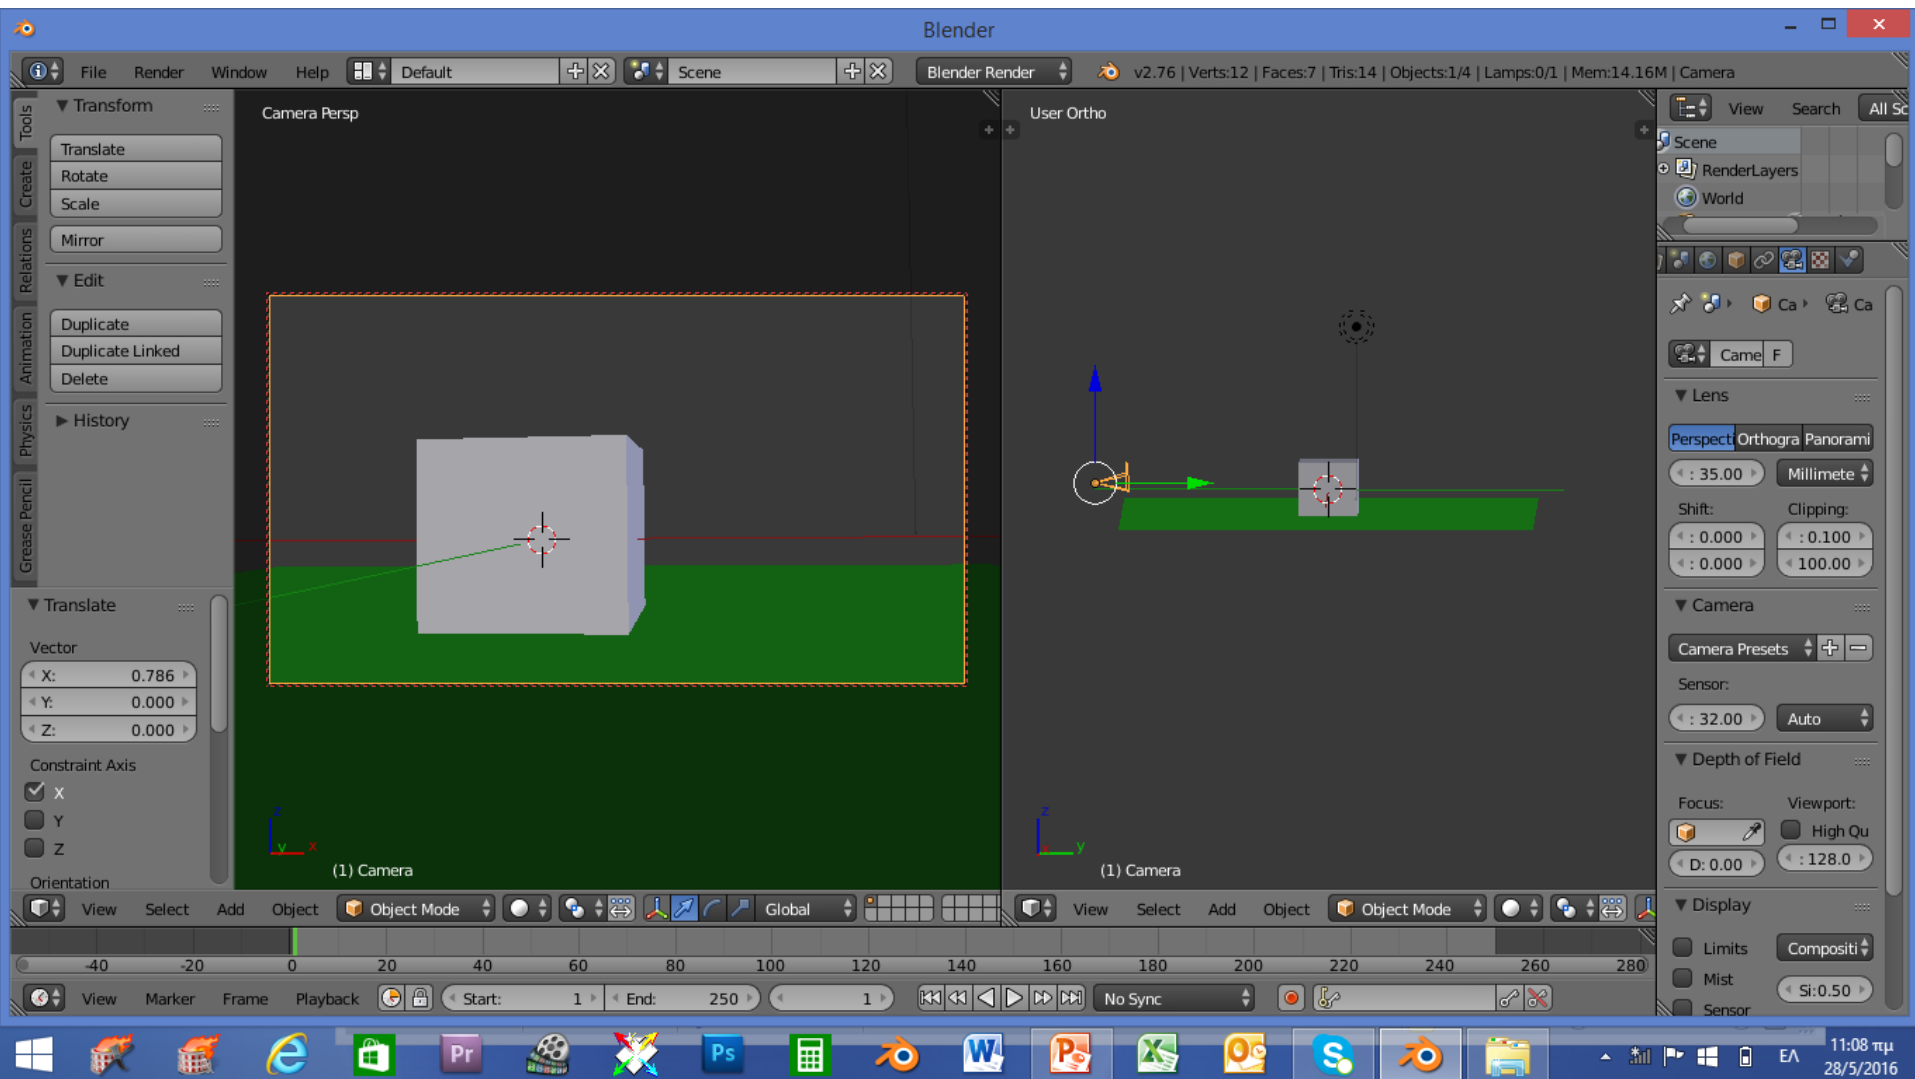 Blender
File Render Window Help Default Scene Blender Render v2.76 | Verts:12 | Faces:7 | Tris:14 | Objects:1/4 | Lamps:0/1 | Mem:14.16M | Camera
Tools
Create
Relations
Animation
Physics
Grease Pencil
Transform
Translate
Rotate
Scale
Mirror
Edit
Duplicate
Duplicate Linked
Delete
History
Translate
Vector
X: 0.786
Y: 0.000
Z: 0.000
Constraint Axis
X
Y
Z
Orientation
Camera Persp
z
y x
(1) Camera
View Select Add Object Object Mode Global
User Ortho
z
y
(1) Camera
View Select Add Object Object Mode
View Search All Sc
Scene
RenderLayers
World
Ca Ca
Came F
Lens
Perspecti Orthogra Panorami
: 35.00 Millimete
Shift: Clipping:
: 0.000 : 0.100
: 0.000 100.00
Camera
Camera Presets
Sensor:
: 32.00 Auto
Depth of Field
Focus: Viewport:
High Qu
D: 0.00 : 128.0
Display
Limits Compositi
Mist
Si:0.50
Sensor
-40 -20 0 20 40 60 80 100 120 140 160 180 200 220 240 260 280
View Marker Frame Playback Start: 1 End: 250 1 No Sync
Pr Ps W P X O S ΕΛ 11:08 πμ
28/5/2016